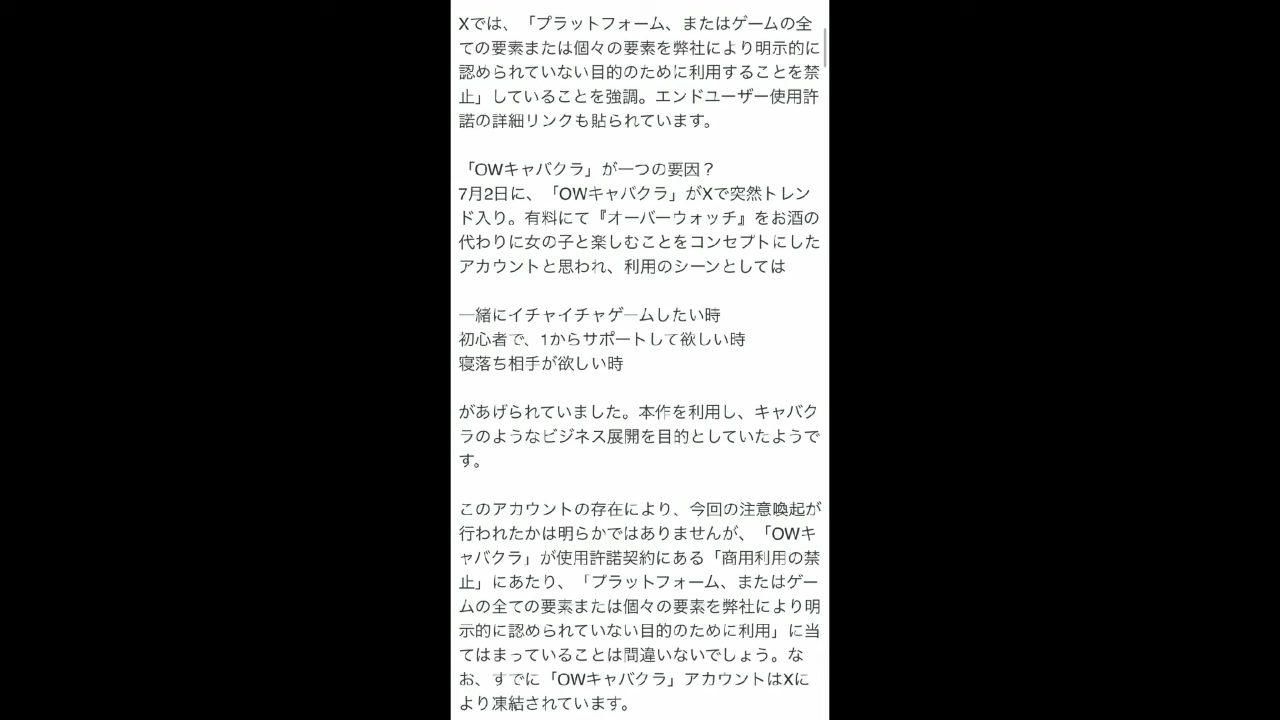 Xでは、「プラットフォーム、またはゲームの全
ての要素または個々の要素を弊社により明示的に
認められていない目的のために利用することを禁
止」していることを強調。エンドユーザー使用許
諾の詳細リンクも貼られています。
「OWキャバクラ」が一つの要因？
7月2日に、「OWキャバクラ」がXで突然トレン
ド入り。有料にて『オーバーウォッチ』をお酒の
代わりに女の子と楽しむことをコンセプトにした
アカウントと思われ、利用のシーンとしては
一緒にイチャイチャゲームしたい時
初心者で、1からサポートして欲しい時
寝落ち相手が欲しい時
があげられていました。本作を利用し、キャバク
ラのようなビジネス展開を目的としていたようで
す。
このアカウントの存在により、今回の注意喚起が
行われたかは明らかではありませんが、「OWキ
ャバクラ」が使用許諾契約にある「商用利用の禁
止」にあたり、「プラットフォーム、またはゲー
ムの全ての要素または個々の要素を弊社により明
示的に認められていない目的のために利用」に当
てはまっていることは間違いないでしょう。な
お、すでに「OWキャバクラ」アカウントはXに
より凍結されています。